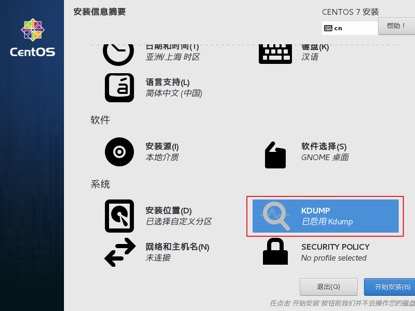 安装信息摘要
CENTOS 7 安装
cn
帮助！
CentOS
日期和时间(T)
亚洲/上海 时区
键盘(K)
汉语
语言支持(L)
简体中文 (中国)
软件
安装源(I)
本地介质
软件选择(S)
GNOME 桌面
系统
安装位置(D)
已选择自定义分区
KDUMP
已启用 Kdump
网络和主机名(N)
未连接
SECURITY POLICY
No profile selected
退出(Q)
开始安装(B)
在点击'开始安装'按钮前我们并不会操作您的磁盘